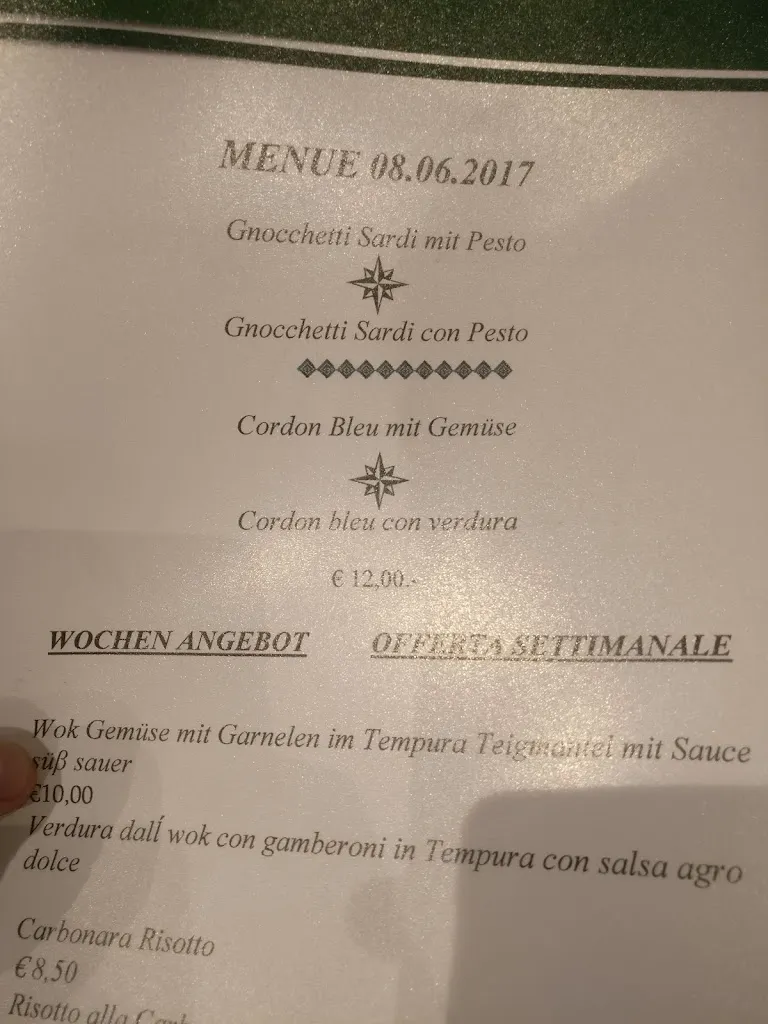 MENUE 08.06.2017
Gnocchetti Sardi mit Pesto
Gnocchetti Sardi con Pesto
Cordon Bleu mit Gemüse
Cordon bleu con verdura
€ 12,00.-
WOCHEN ANGEBOT OFFERTA SETTIMANALE
Wok Gemüse mit Garnelen im Tempura Teigmantel mit Sauce
süß sauer
€10,00
Verdura dalĺ wok con gamberoni in Tempura con salsa agro
dolce
Carbonara Risotto
€8,50
Risotto alla